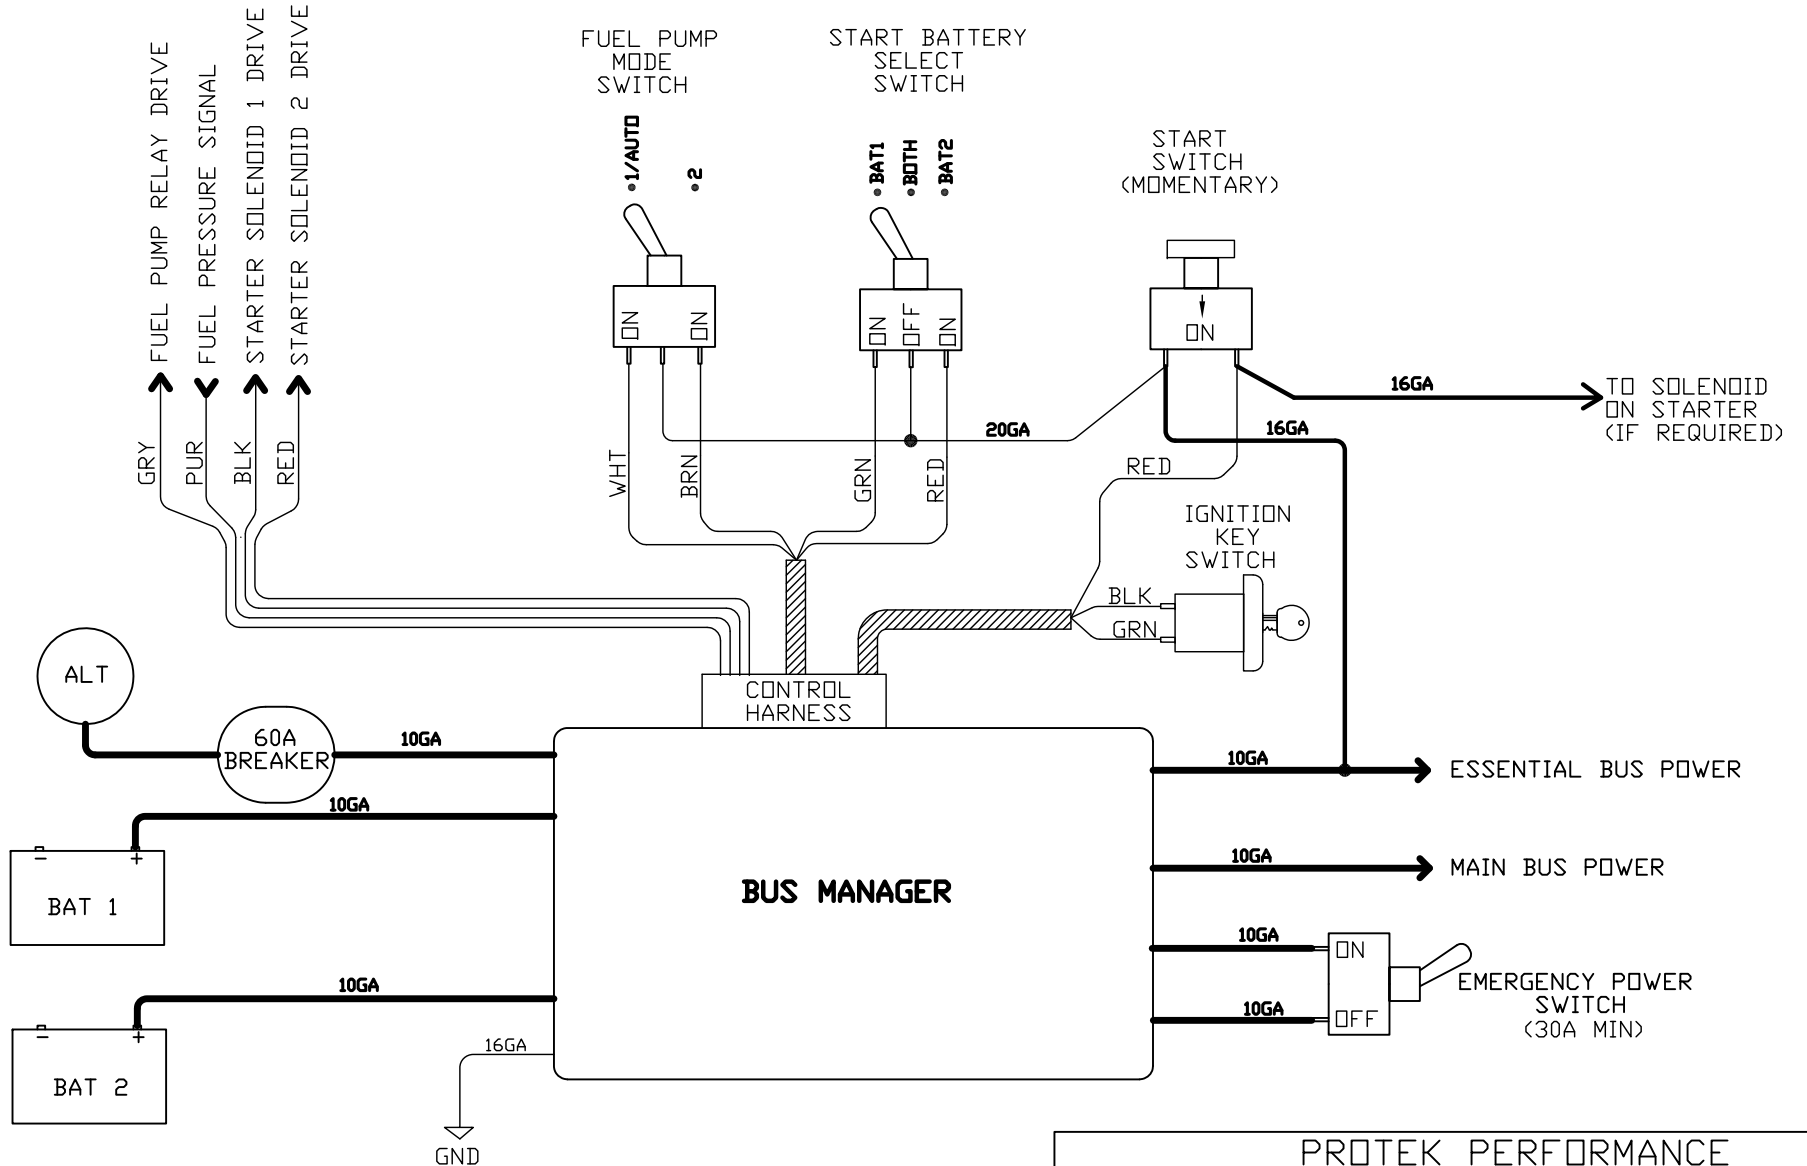 FUEL PUMP RELAY DRIVE
FUEL PRESSURE SIGNAL
STARTER SOLENOID 1 DRIVE
STARTER SOLENOID 2 DRIVE
GRY
PUR
BLK
RED
FUEL PUMP
MODE
SWITCH
1/AUTO
2
ON
ON
WHT
BRN
START BATTERY
SELECT
SWITCH
BAT1
BOTH
BAT2
ON
OFF
ON
GRN
RED
20GA
START
SWITCH
(MOMENTARY)
ON
16GA
TO SOLENOID
ON STARTER
(IF REQUIRED)
16GA
RED
IGNITION
KEY
SWITCH
BLK
GRN
CONTROL
HARNESS
ALT
60A
BREAKER
10GA
10GA
- +
BAT 1
10GA
- +
BAT 2
16GA
GND
BUS MANAGER
10GA
ESSENTIAL BUS POWER
10GA
MAIN BUS POWER
10GA
ON
10GA
OFF
EMERGENCY POWER
SWITCH
(30A MIN)
PROTEK PERFORMANCE